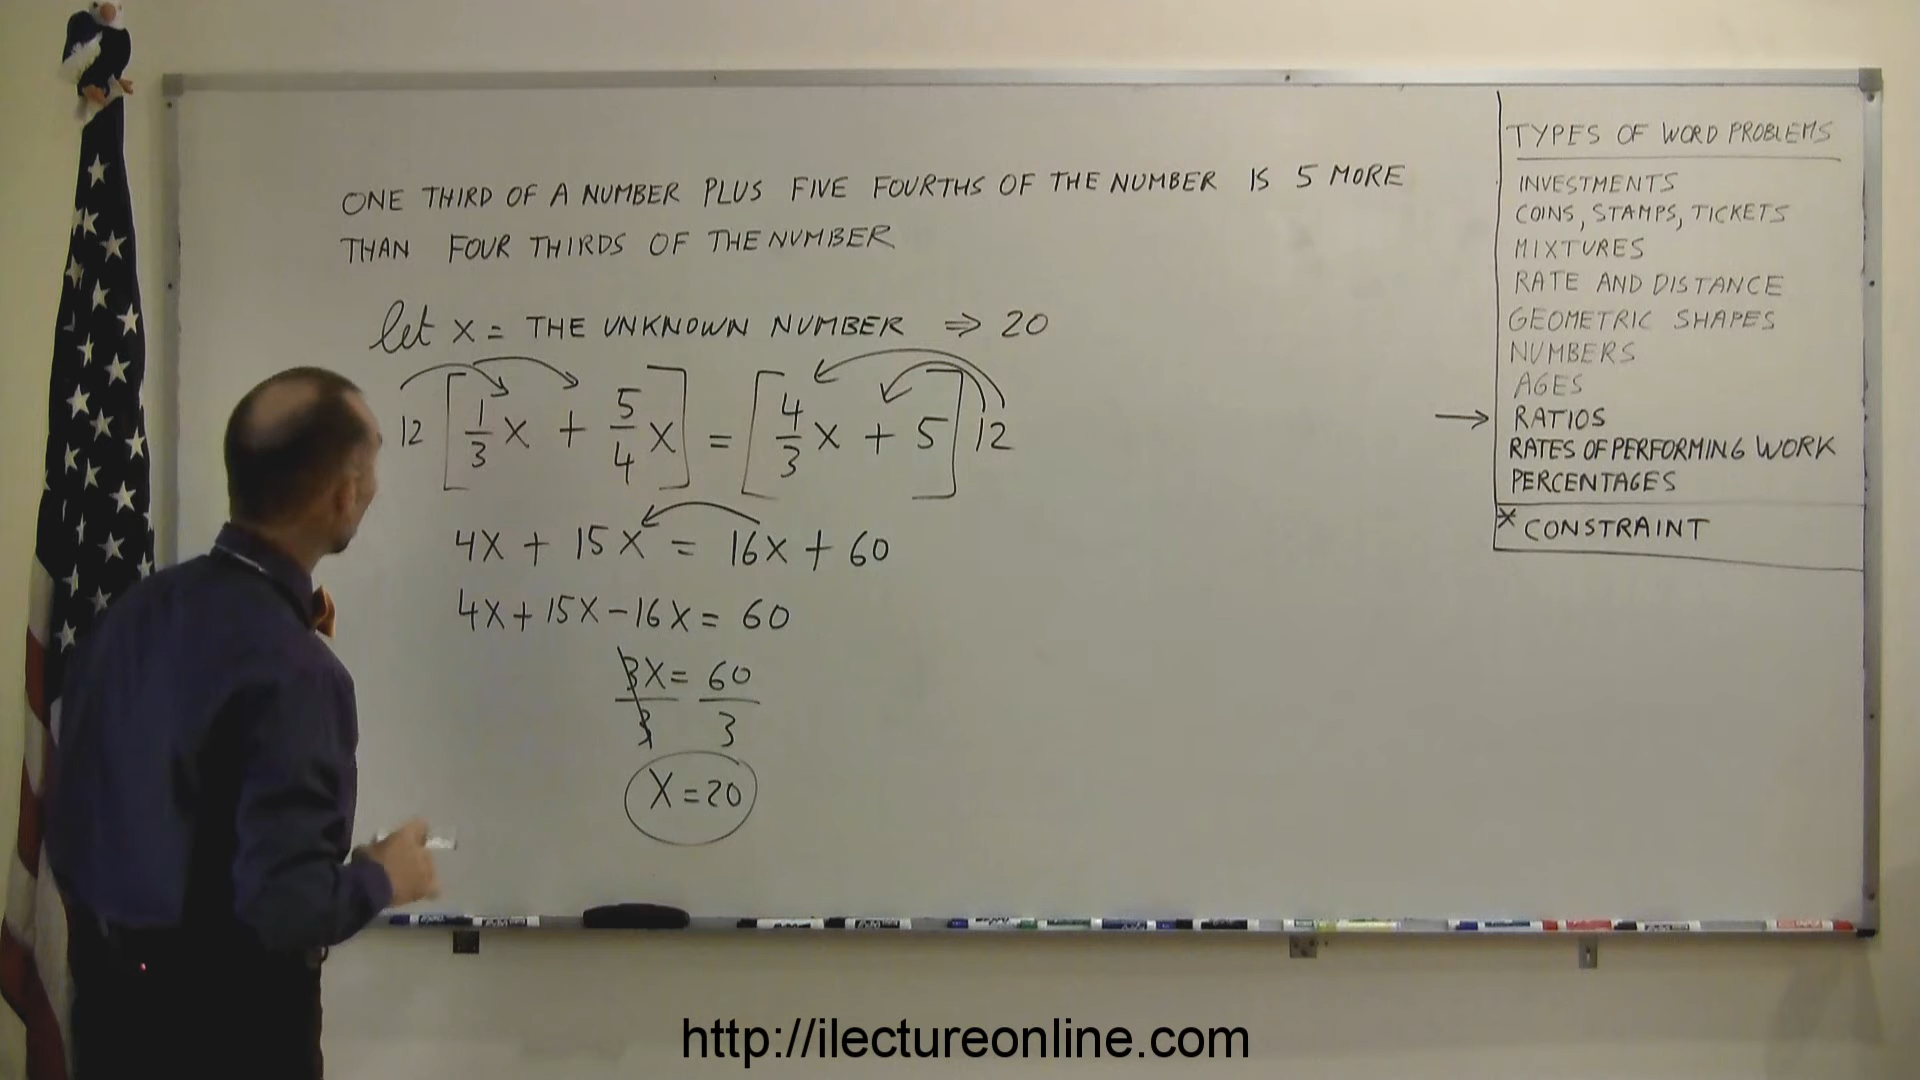 ONE THIRD OF A NUMBER PLUS FIVE FOURTHS OF THE NUMBER IS 5 MORE
THAN FOUR THIRDS OF THE NUMBER
let X = THE UNKNOWN NUMBER ⇒ 20
12 [1/3 X + 5/4 X] = [4/3 X + 5] 12
4X + 15X = 16X + 60
4X + 15X - 16X = 60
3X/3 = 60/3
X = 20
TYPES OF WORD PROBLEMS
INVESTMENTS
COINS, STAMPS, TICKETS
MIXTURES
RATE AND DISTANCE
GEOMETRIC SHAPES
NUMBERS
AGES
→ RATIOS
RATES OF PERFORMING WORK
PERCENTAGES
* CONSTRAINT
http://ilectureonline.com